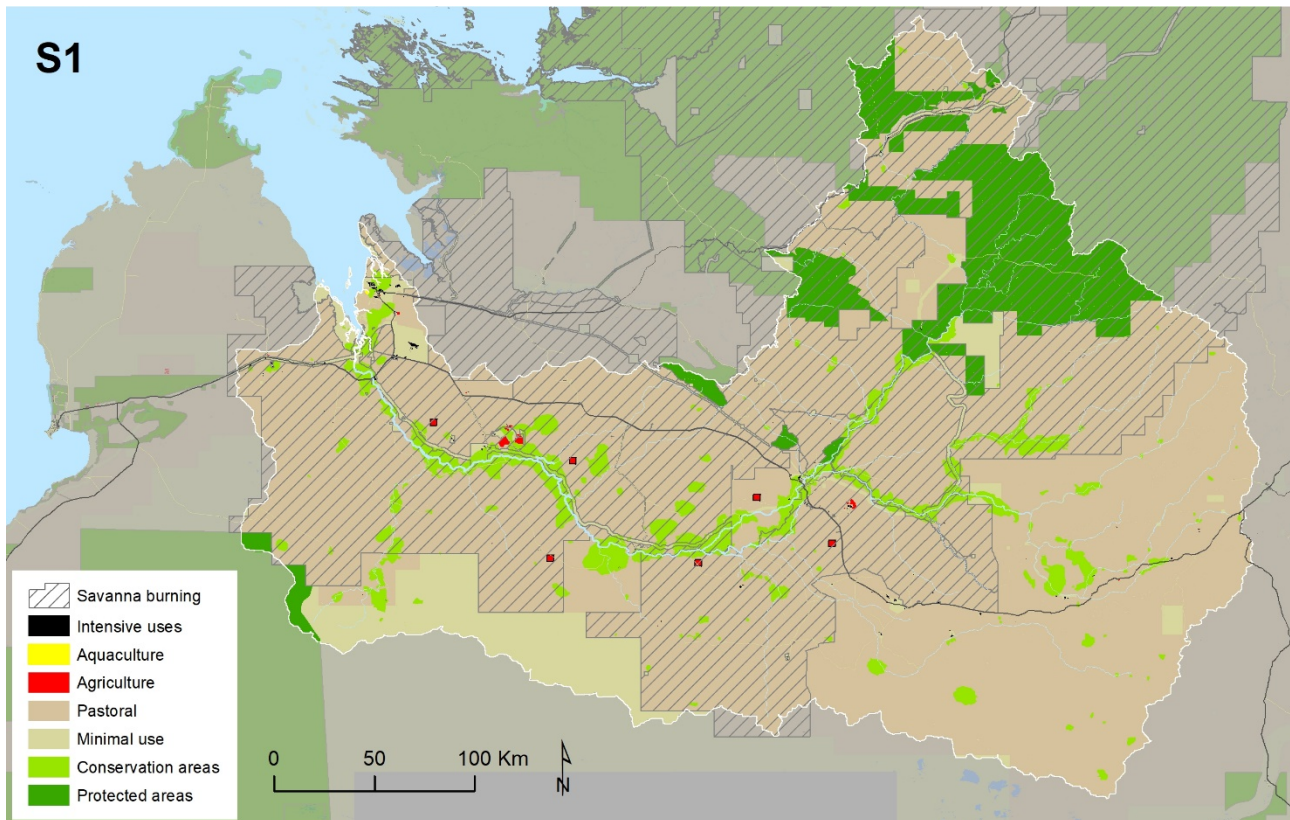 S1
Savanna burning
Intensive uses
Aquaculture
Agriculture
Pastoral
Minimal use
Conservation areas
Protected areas
0 50 100 Km
N